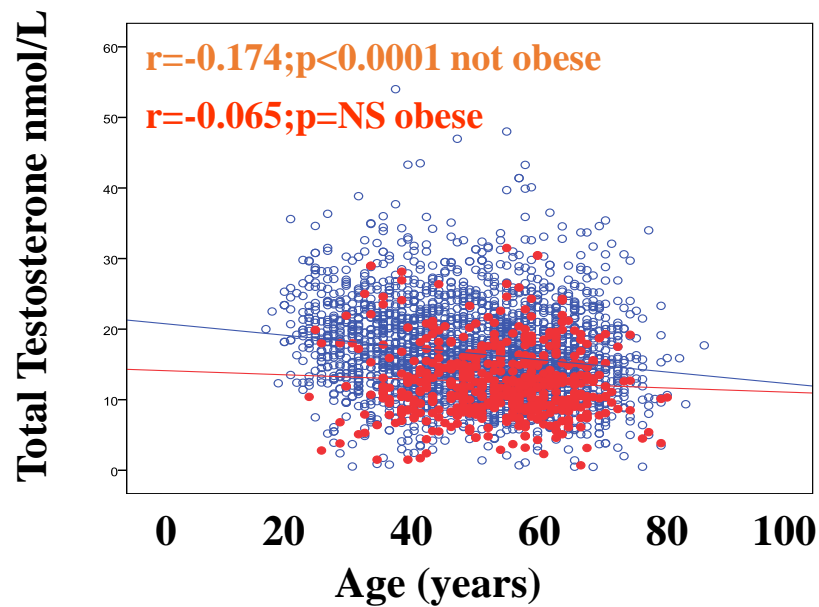 r=-0.174;p<0.0001 not obese
r=-0.065;p=NS obese
Total Testosterone nmol/L
60
50
40
30
20
10
0
0 20 40 60 80 100
Age (years)